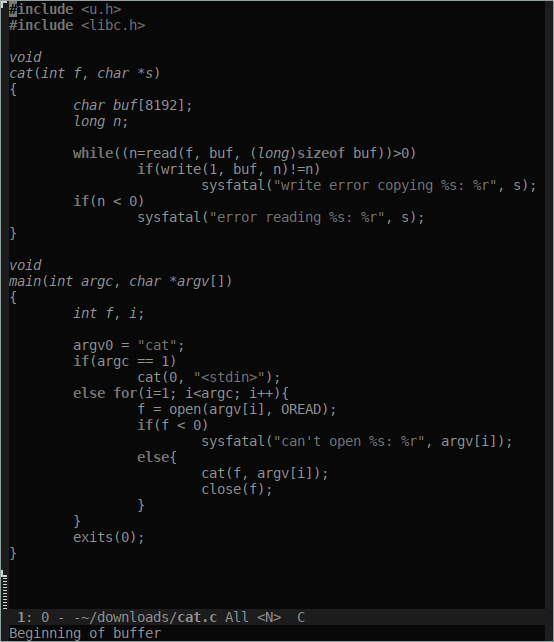 #include <u.h>
#include <libc.h>

void
cat(int f, char *s)
{
        char buf[8192];
        long n;

        while((n=read(f, buf, (long)sizeof buf))>0)
                if(write(1, buf, n)!=n)
                        sysfatal("write error copying %s: %r", s);
        if(n < 0)
                sysfatal("error reading %s: %r", s);
}

void
main(int argc, char *argv[])
{
        int f, i;

        argv0 = "cat";
        if(argc == 1)
                cat(0, "<stdin>");
        else for(i=1; i<argc; i++){
                f = open(argv[i], OREAD);
                if(f < 0)
                        sysfatal("can't open %s: %r", argv[i]);
                else{
                        cat(f, argv[i]);
                        close(f);
                }
        }
        exits(0);
}
1: 0 - -~/downloads/cat.c All <N>  C
Beginning of buffer